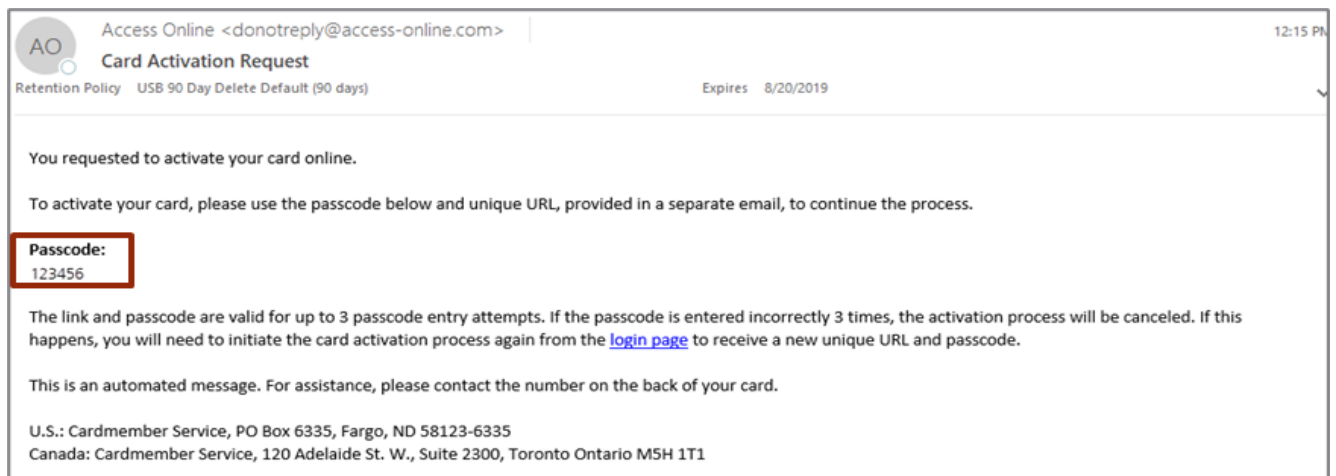 AO
Access Online <donotreply@access-online.com>
12:15 PM
Card Activation Request
Retention Policy USB 90 Day Delete Default (90 days) Expires 8/20/2019
You requested to activate your card online.
To activate your card, please use the passcode below and unique URL, provided in a separate email, to continue the process.
Passcode:
123456
The link and passcode are valid for up to 3 passcode entry attempts. If the passcode is entered incorrectly 3 times, the activation process will be canceled. If this
happens, you will need to initiate the card activation process again from the login page to receive a new unique URL and passcode.
This is an automated message. For assistance, please contact the number on the back of your card.
U.S.: Cardmember Service, PO Box 6335, Fargo, ND 58123-6335
Canada: Cardmember Service, 120 Adelaide St. W., Suite 2300, Toronto Ontario M5H 1T1